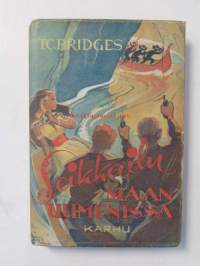 T.C. BRIDGES
Seikkailu
MAAN
UUMENISSA
KARHU